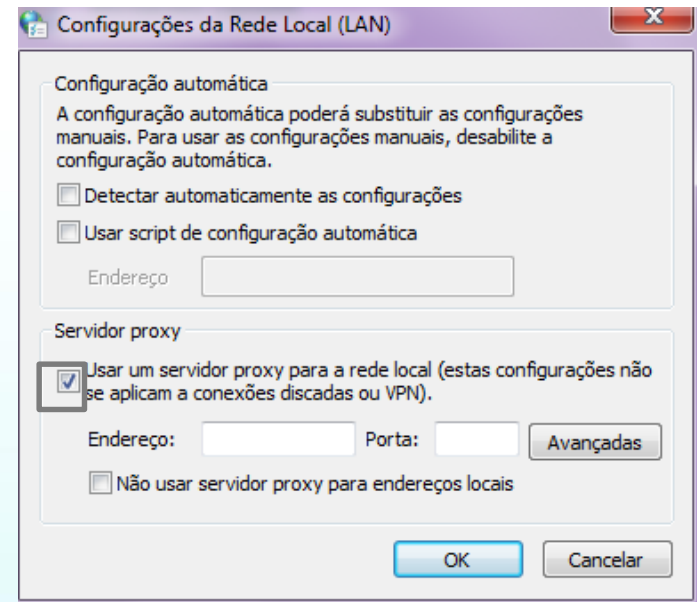 Configurações da Rede Local (LAN)
Configuração automática
A configuração automática poderá substituir as configurações
manuais. Para usar as configurações manuais, desabilite a
configuração automática.
Detectar automaticamente as configurações
Usar script de configuração automática
Endereço
Servidor proxy
Usar um servidor proxy para a rede local (estas configurações não
se aplicam a conexões discadas ou VPN).
Endereço: Porta: Avançadas
Não usar servidor proxy para endereços locais
OK Cancelar